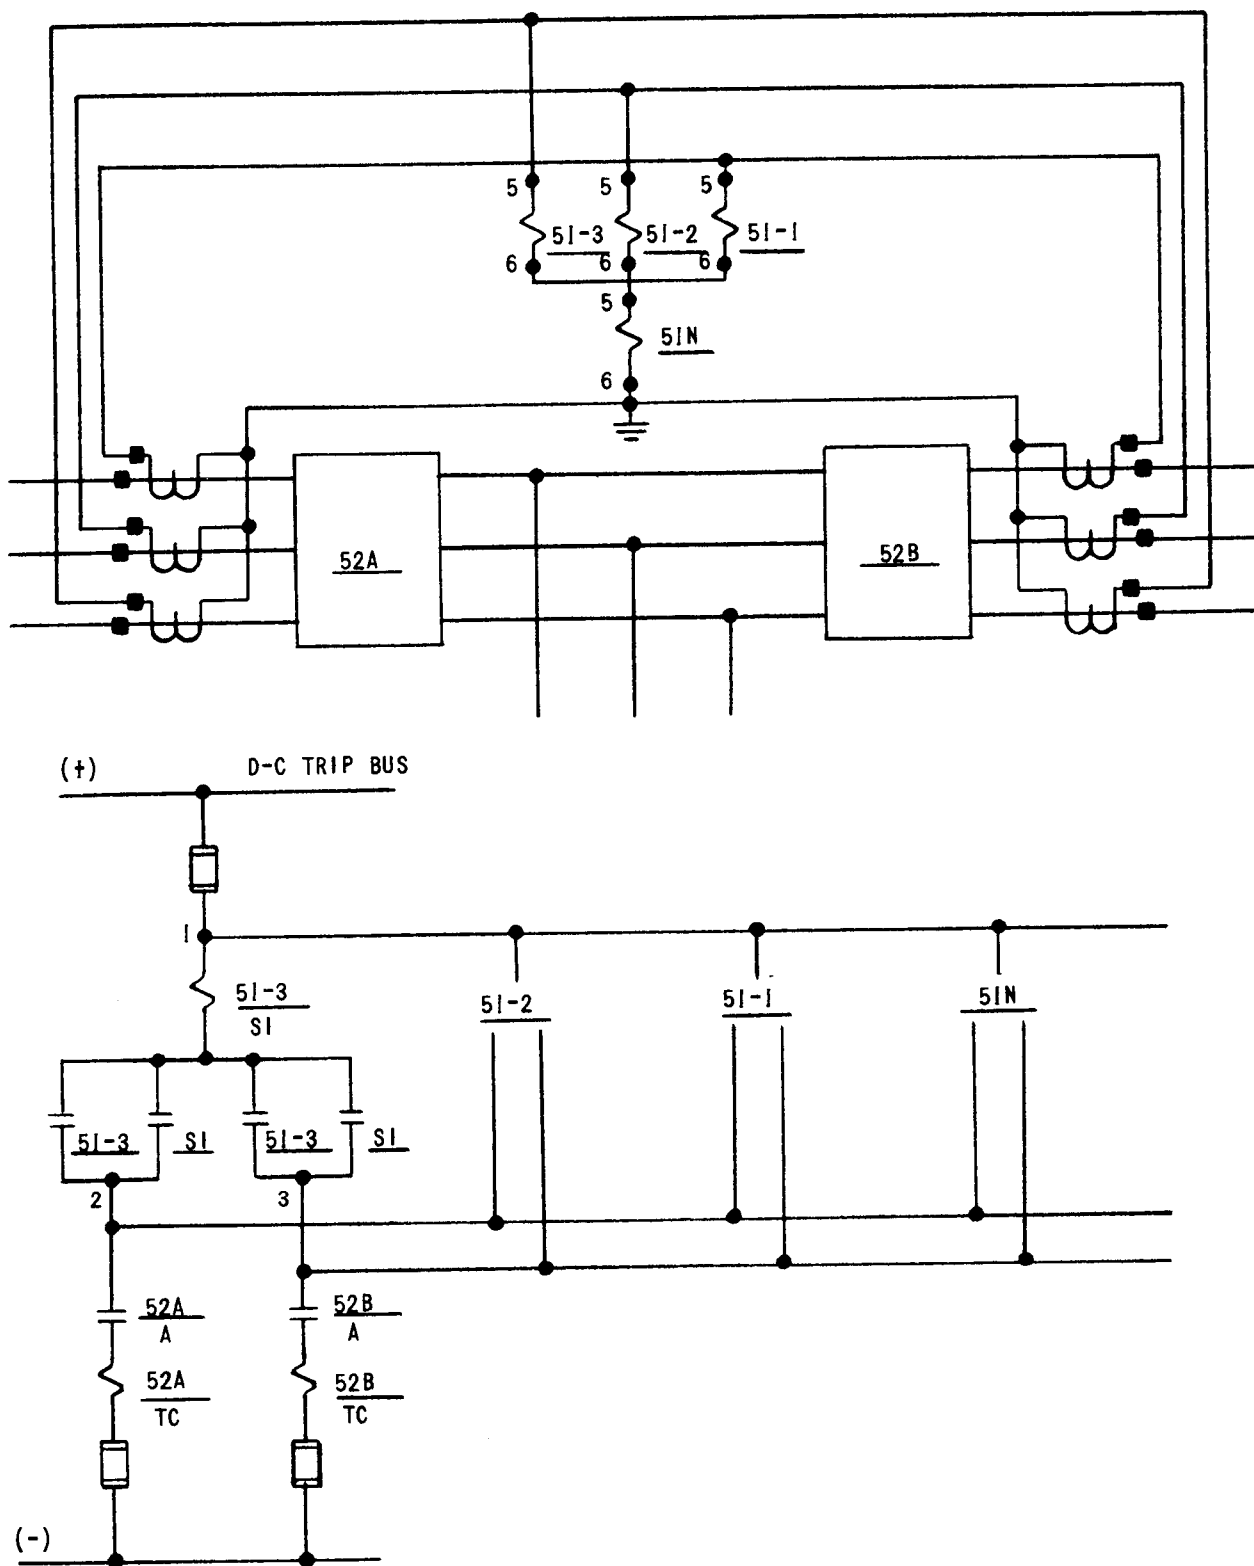 5 5 5
51-3 51-2 51-1
6 6 6
5
51N
6
52A 52B
(+) D-C TRIP BUS
1
51-3
SI
51-2 51-1 51N
51-3 SI 51-3 SI
2 3
52A 52B
A A
52A 52B
TC TC
(-)